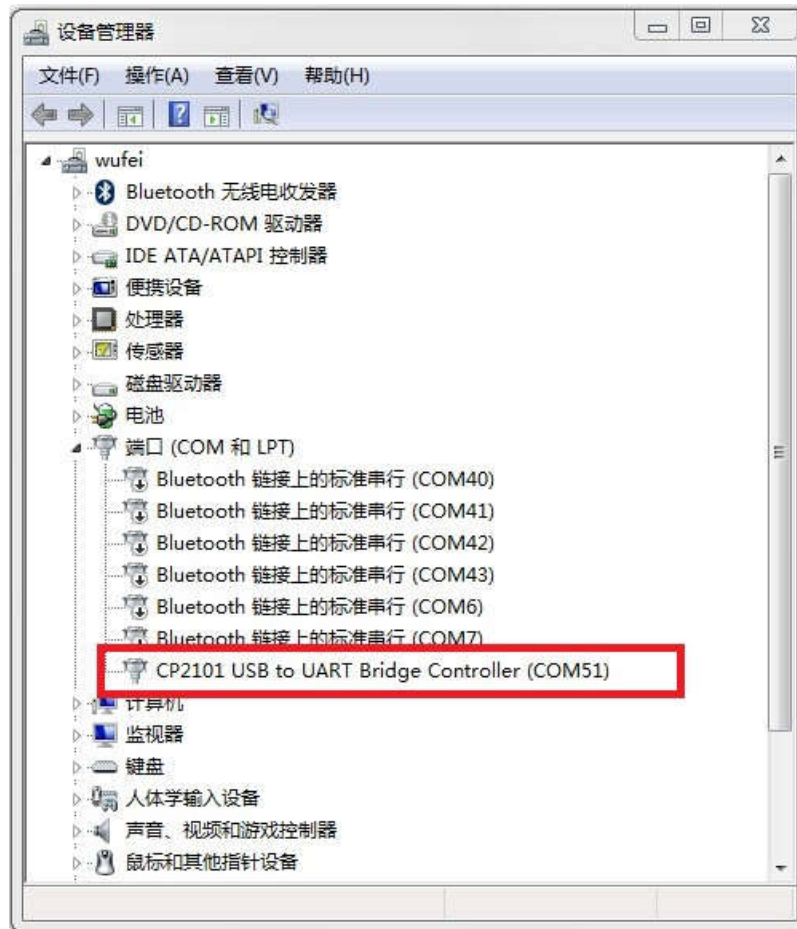 设备管理器
文件(F) 操作(A) 查看(V) 帮助(H)
wufei
Bluetooth 无线电收发器
DVD/CD-ROM 驱动器
IDE ATA/ATAPI 控制器
便携设备
处理器
传感器
磁盘驱动器
电池
端口 (COM 和 LPT)
Bluetooth 链接上的标准串行 (COM40)
Bluetooth 链接上的标准串行 (COM41)
Bluetooth 链接上的标准串行 (COM42)
Bluetooth 链接上的标准串行 (COM43)
Bluetooth 链接上的标准串行 (COM6)
Bluetooth 链接上的标准串行 (COM7)
CP2101 USB to UART Bridge Controller (COM51)
计算机
监视器
键盘
人体学输入设备
声音、视频和游戏控制器
鼠标和其他指针设备